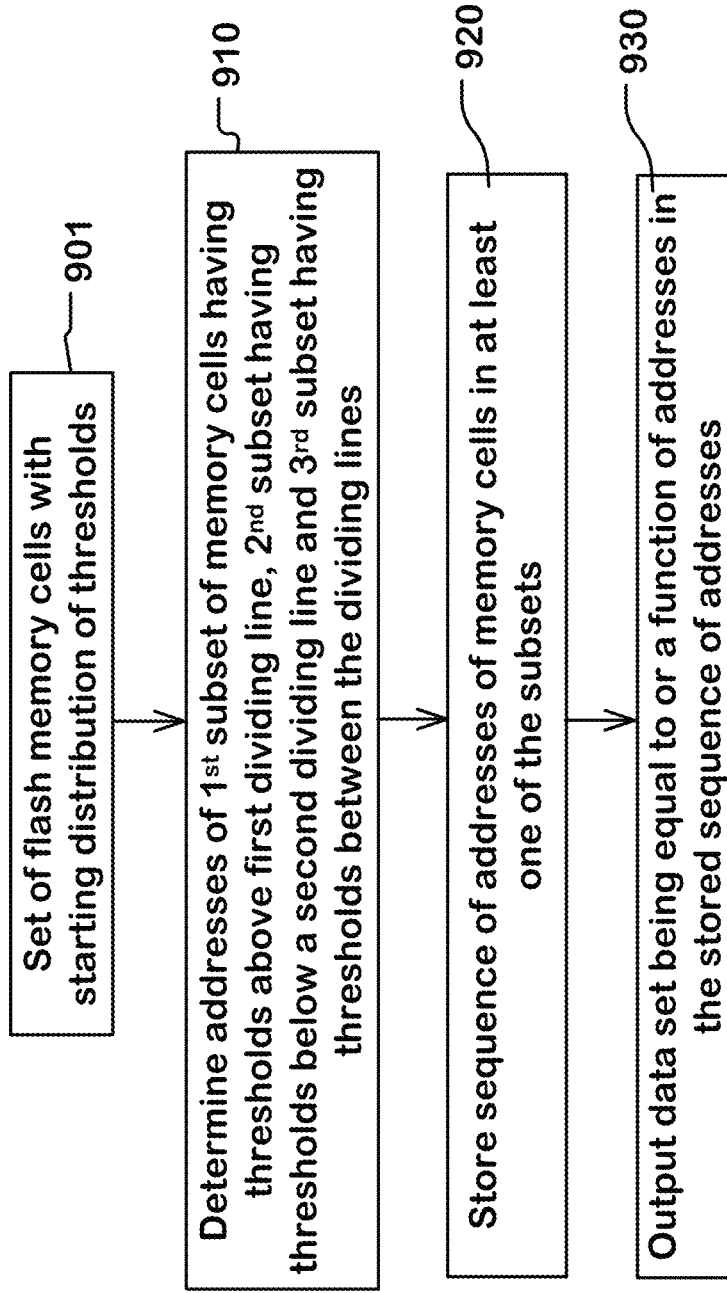 Set of flash memory cells with
starting distribution of thresholds
901
Determine addresses of 1st subset of memory cells having
thresholds above first dividing line, 2nd subset having
thresholds below a second dividing line and 3rd subset having
thresholds between the dividing lines
910
Store sequence of addresses of memory cells in at least
one of the subsets
920
Output data set being equal to or a function of addresses in
the stored sequence of addresses
930